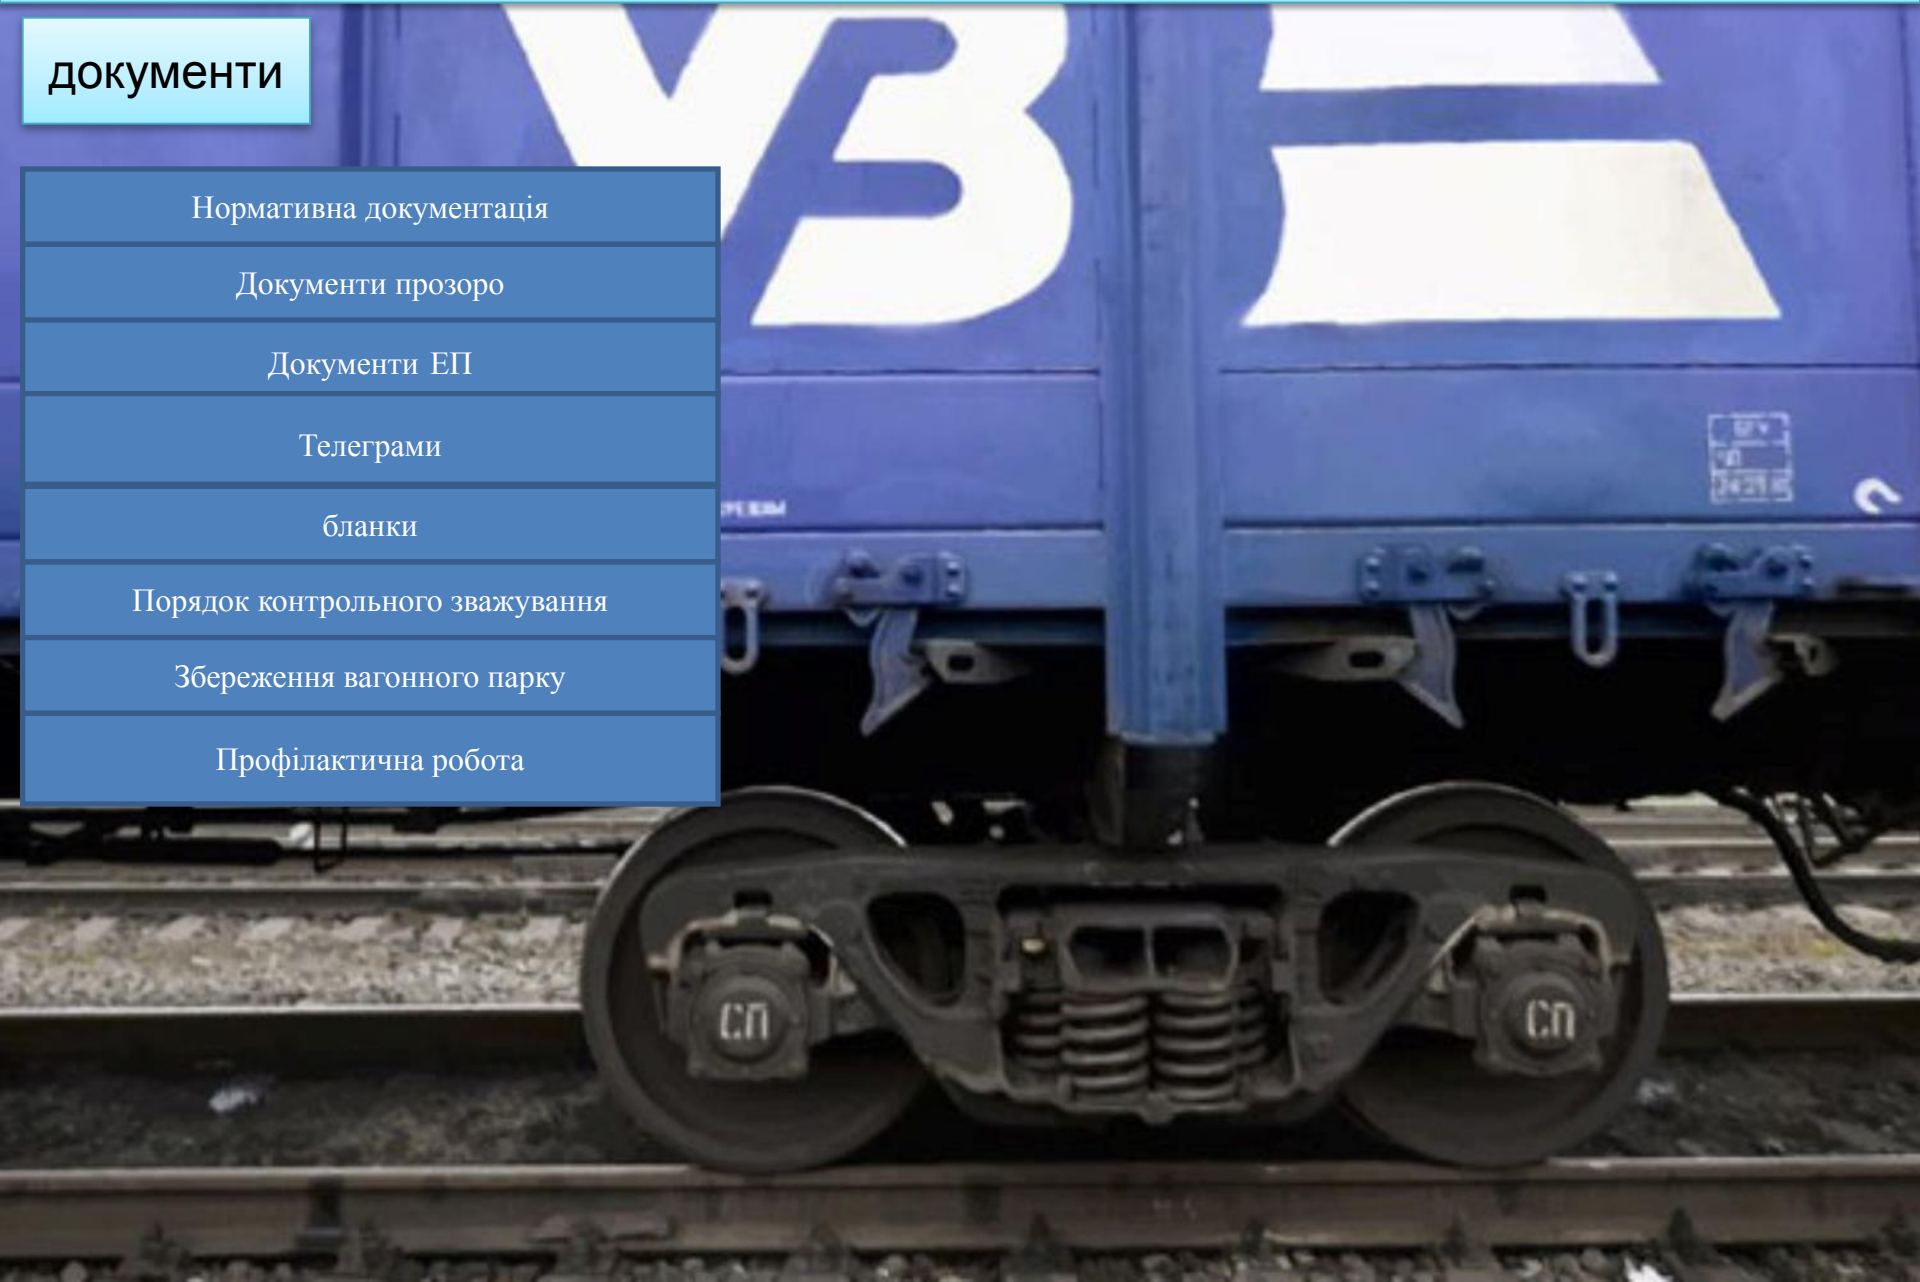 документи
УЗ
Нормативна документація
Документи прозоро
Документи ЕП
Телеграми
бланки
Порядок контрольного зважування
Збереження вагонного парку
Профілактична робота
СП
СП